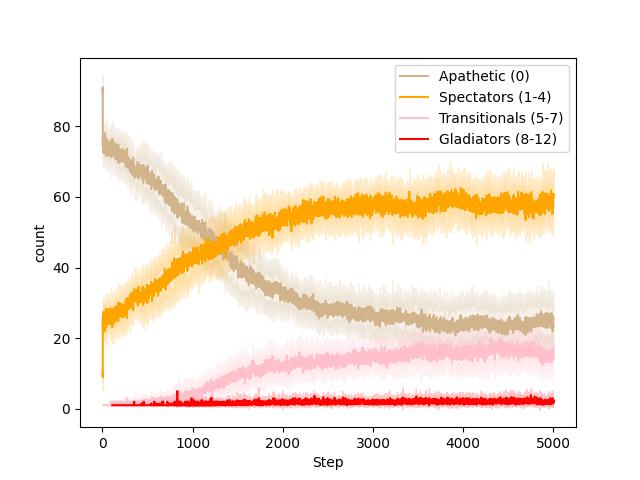 Apathetic (0)
Spectators (1-4)
Transitionals (5-7)
Gladiators (8-12)
80
60
40
20
0
count
0 1000 2000 3000 4000 5000
Step